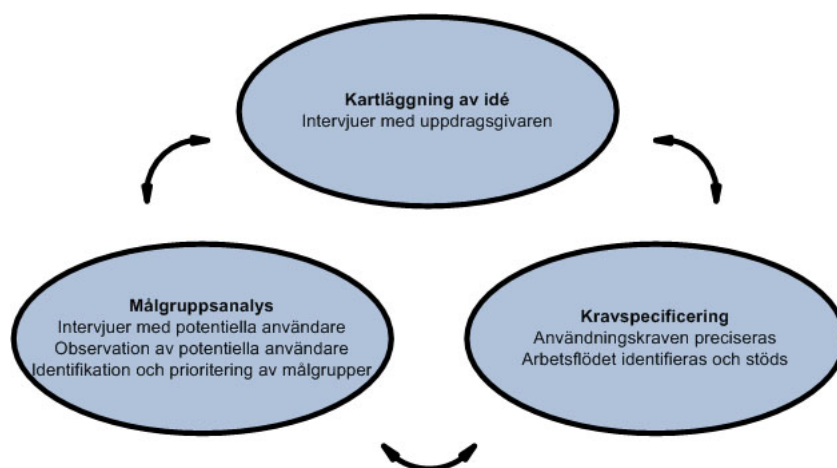 Kartläggning av idé
Intervjuer med uppdragsgivaren
Målgruppsanalys
Intervjuer med potentiella användare
Observation av potentiella användare
Identifikation och prioritering av målgrupper
Kravspecificering
Användningskraven preciseras
Arbetsflödet identifieras och stöds